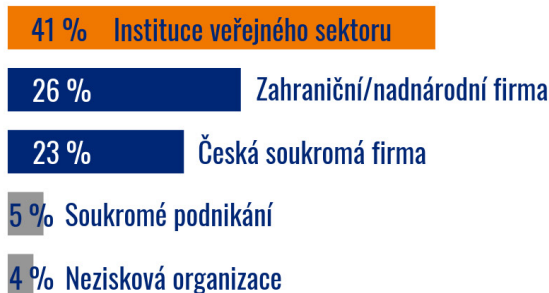 41 % Instituce veřejného sektoru
26 % Zahraniční/nadnárodní firma
23 % Česká soukromá firma
5 % Soukromé podnikání
4 % Nezisková organizace